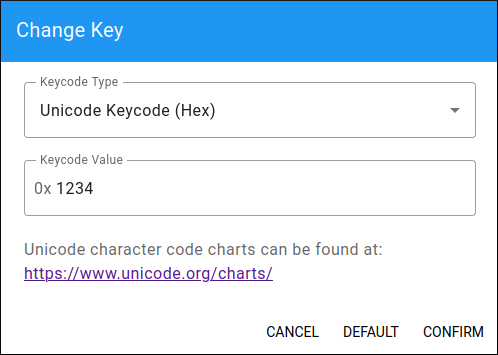 Change Key
Keycode Type
Unicode Keycode (Hex)
Keycode Value
0x 1234
Unicode character code charts can be found at:
https://www.unicode.org/charts/
CANCEL DEFAULT CONFIRM